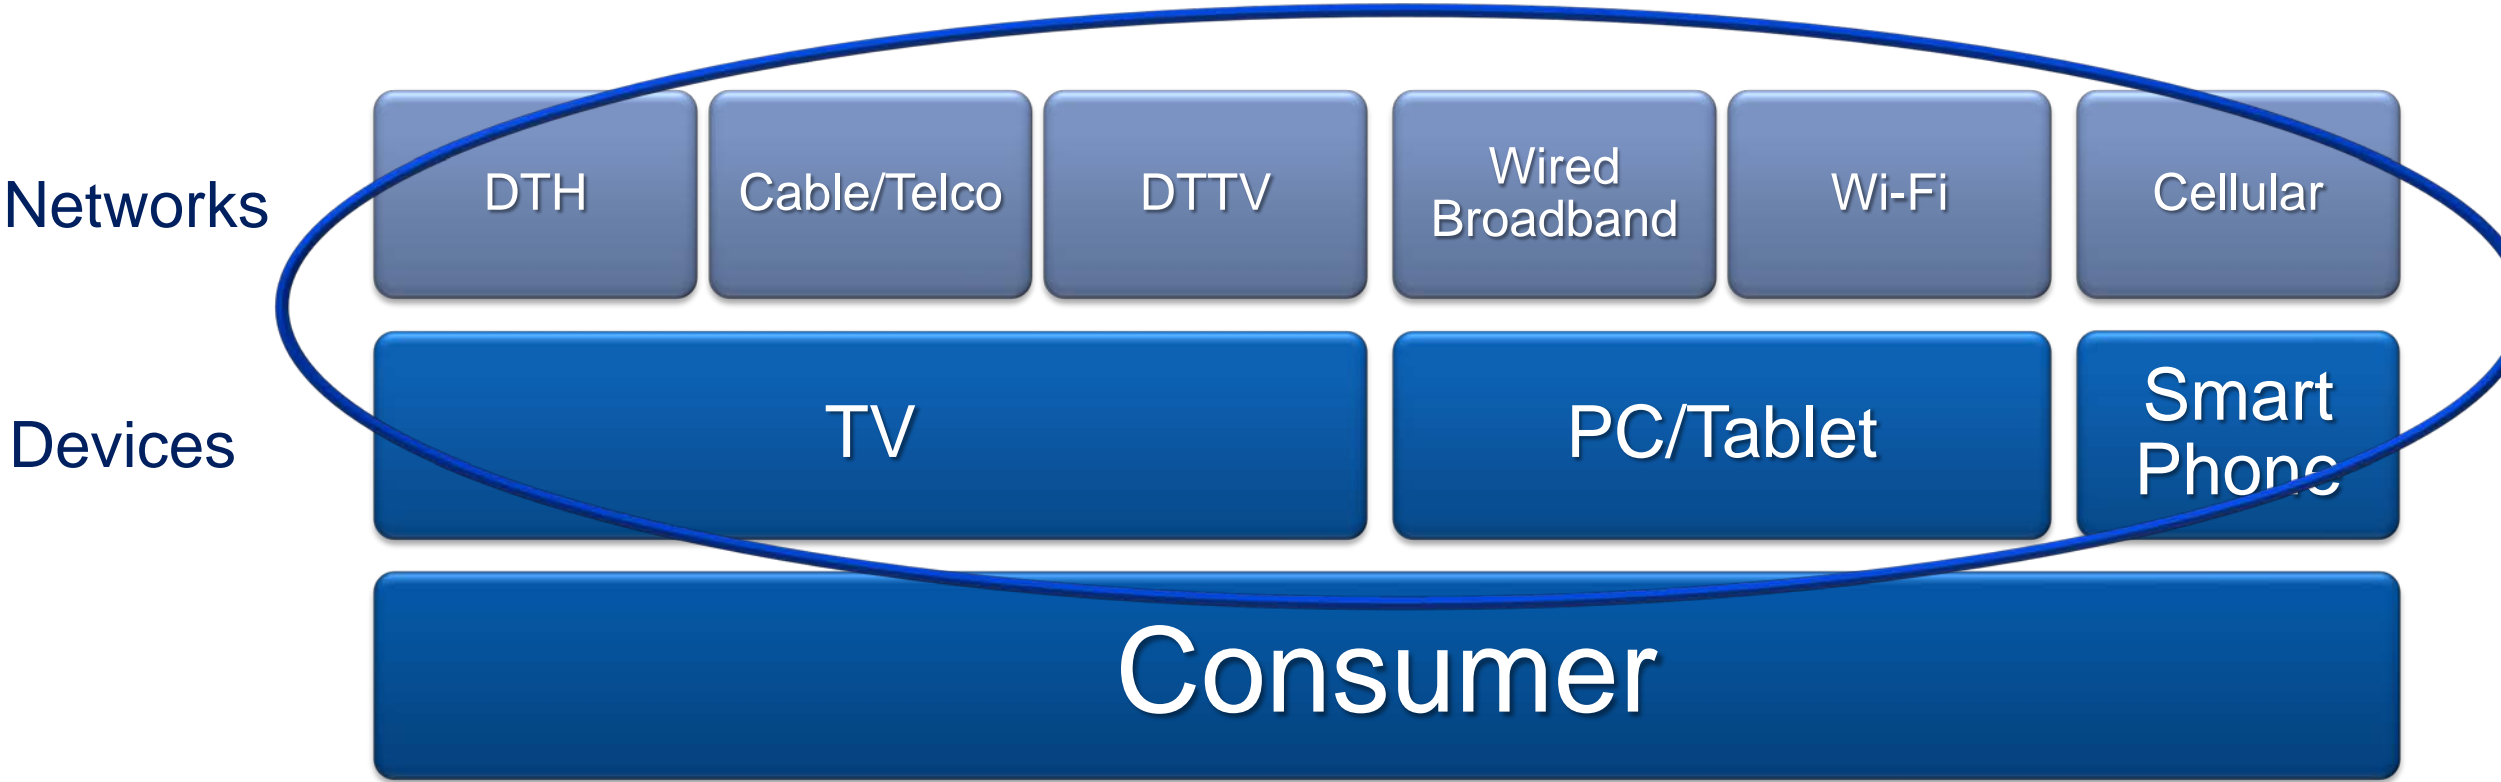 Networks
DTH
Cable/Telco
DTTV
Wired
Broadband
Wi-Fi
Cellular
Devices
TV
PC/Tablet
Smart
Phone
Consumer